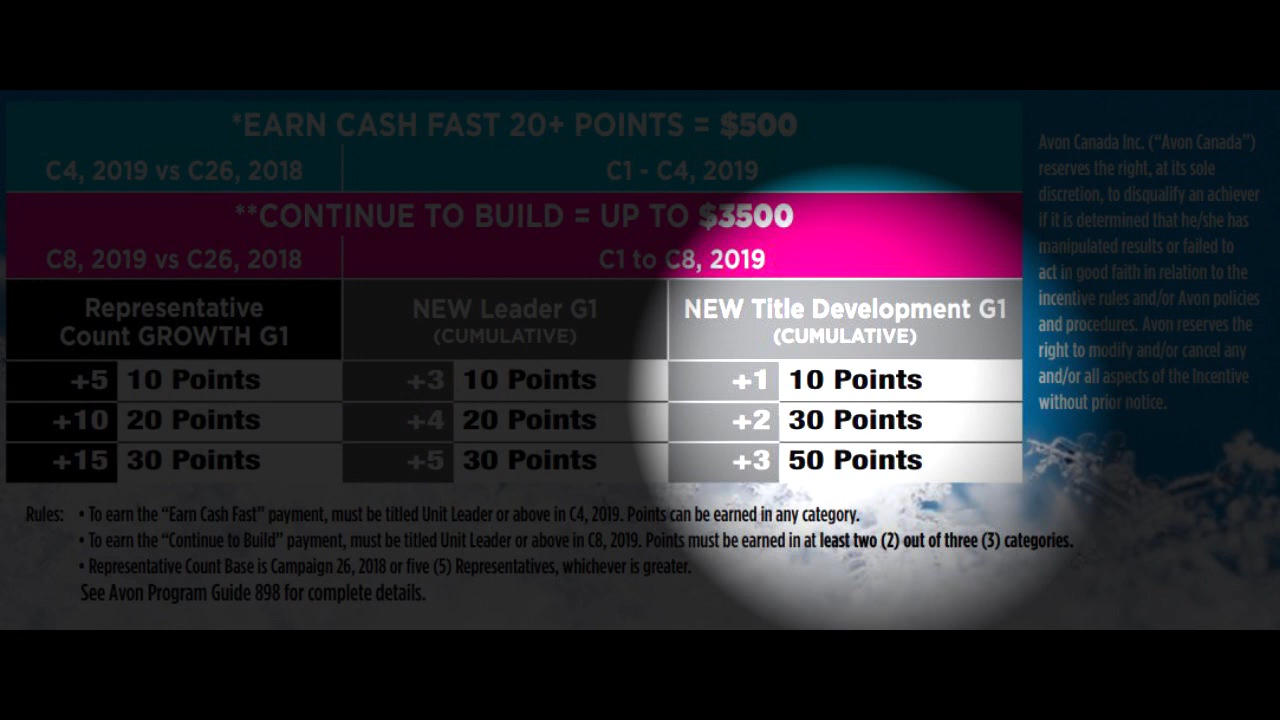 *EARN CASH FAST 20+ POINTS = $500
C4, 2019 vs C26, 2018 C1 - C4, 2019
**CONTINUE TO BUILD = UP TO $3500
C8, 2019 vs C26, 2018 C1 to C8, 2019
Representative
Count GROWTH G1
NEW Leader G1
(CUMULATIVE)
NEW Title Development G1
(CUMULATIVE)
+5 10 Points +3 10 Points +1 10 Points
+10 20 Points +4 20 Points +2 30 Points
+15 30 Points +5 30 Points +3 50 Points
Rules: • To earn the “Earn Cash Fast” payment, must be titled Unit Leader or above in C4, 2019. Points can be earned in any category.
• To earn the “Continue to Build” payment, must be titled Unit Leader or above in C8, 2019. Points must be earned in at least two (2) out of three (3) categories.
• Representative Count Base is Campaign 26, 2018 or five (5) Representatives, whichever is greater.
See Avon Program Guide 898 for complete details.
Avon Canada Inc. (“Avon Canada”)
reserves the right, at its sole
discretion, to disqualify an achiever
if it is determined that he/she has
manipulated results or failed to
act in good faith in relation to the
incentive rules and/or Avon policies
and procedures. Avon reserves the
right to modify and/or cancel any
and/or all aspects of the Incentive
without prior notice.